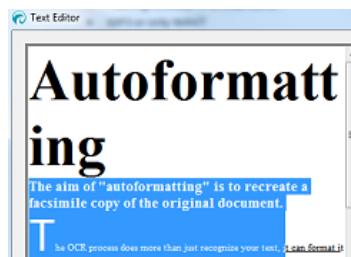 Text Editor
Autoformatt
ing
The aim of "autoformatting" is to recreate a
facsimile copy of the original document.
The OCR process does more than just recognize your text, it can format it